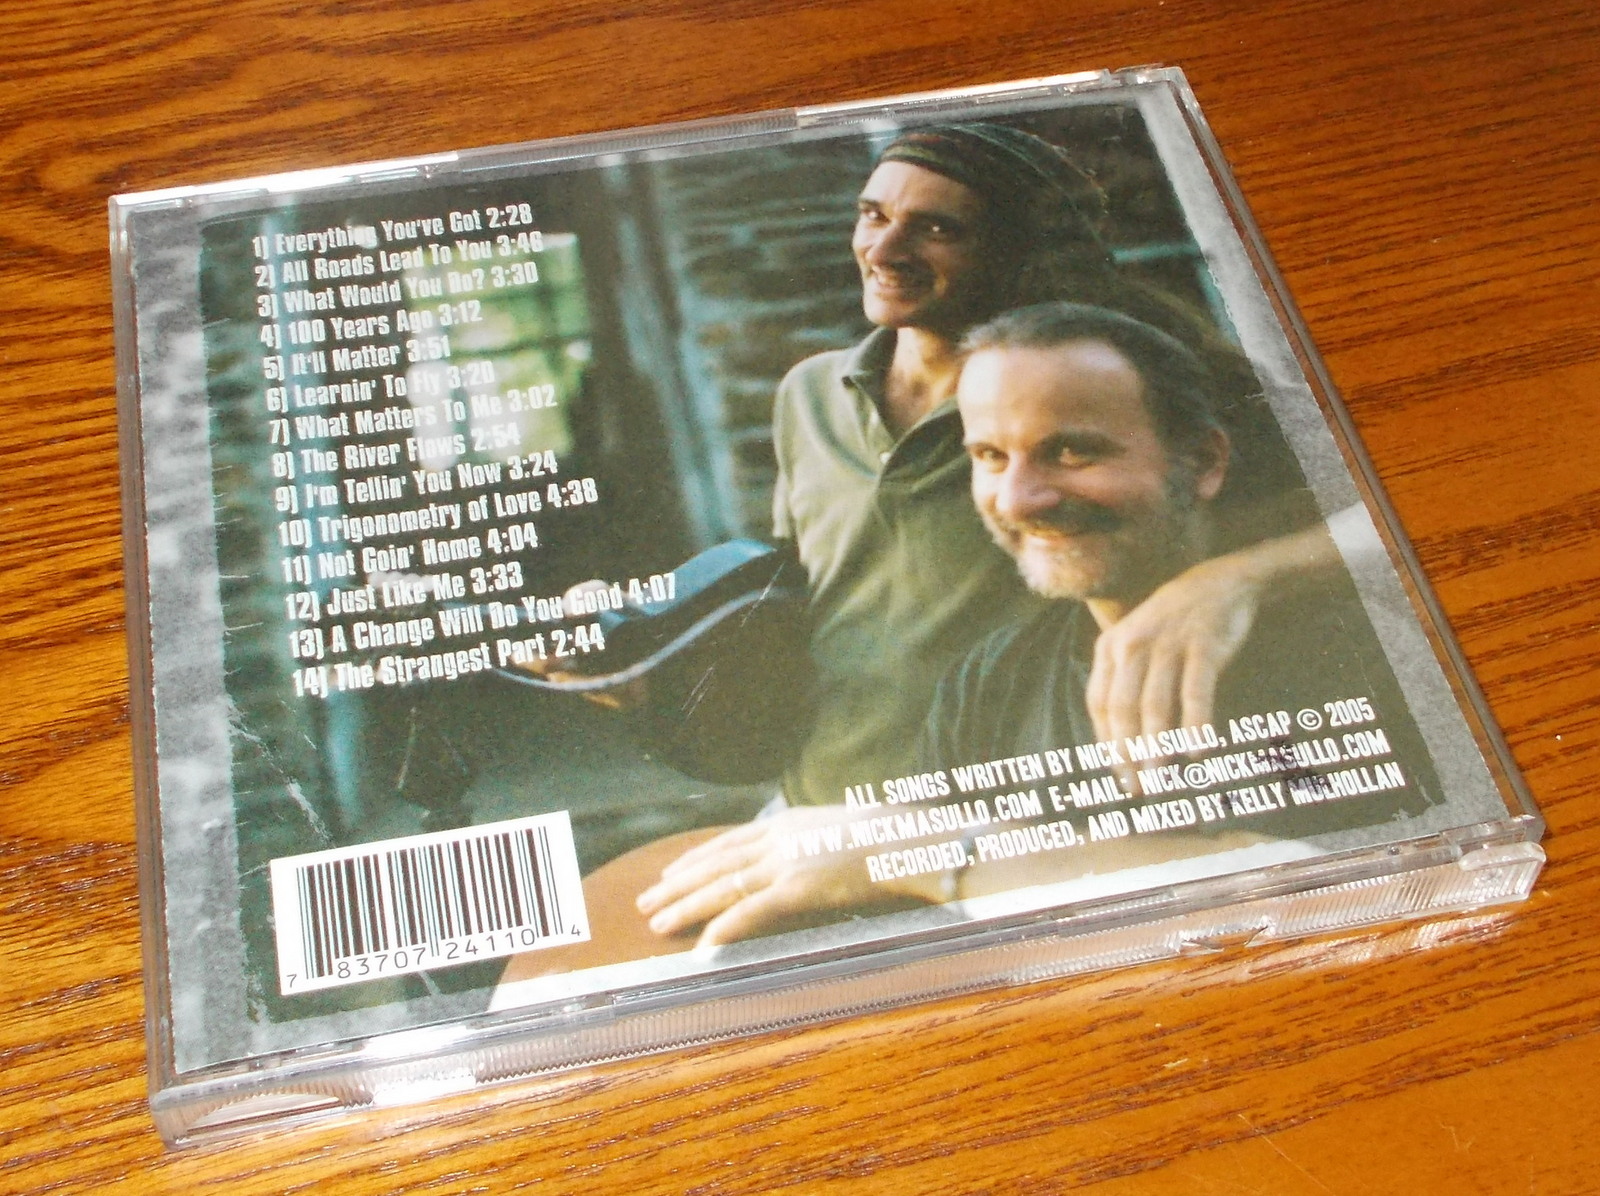 1) Everything You've Got 2:28
2) All Roads Lead To You 3:46
3) What Would You Do? 3:30
4) 100 Years Ago 3:12
5) It'll Matter 3:51
6) Learnin' To Fly 3:20
7) What Matters To Me 3:02
8) The River Flows 2:54
9) I'm Tellin' You Now 3:24
10) Trigonometry of Love 4:38
11) Not Goin' Home 4:04
12) Just Like Me 3:33
13) A Change Will Do You Good 4:07
14) The Strangest Part 2:44
ALL SONGS WRITTEN BY NICK MASULLO, ASCAP © 2005
WWW.NICKMASULLO.COM E-MAIL: NICK@NICKMASULLO.COM
RECORDED, PRODUCED, AND MIXED BY KELLY MULHOLLAN
7 83707 24110 4